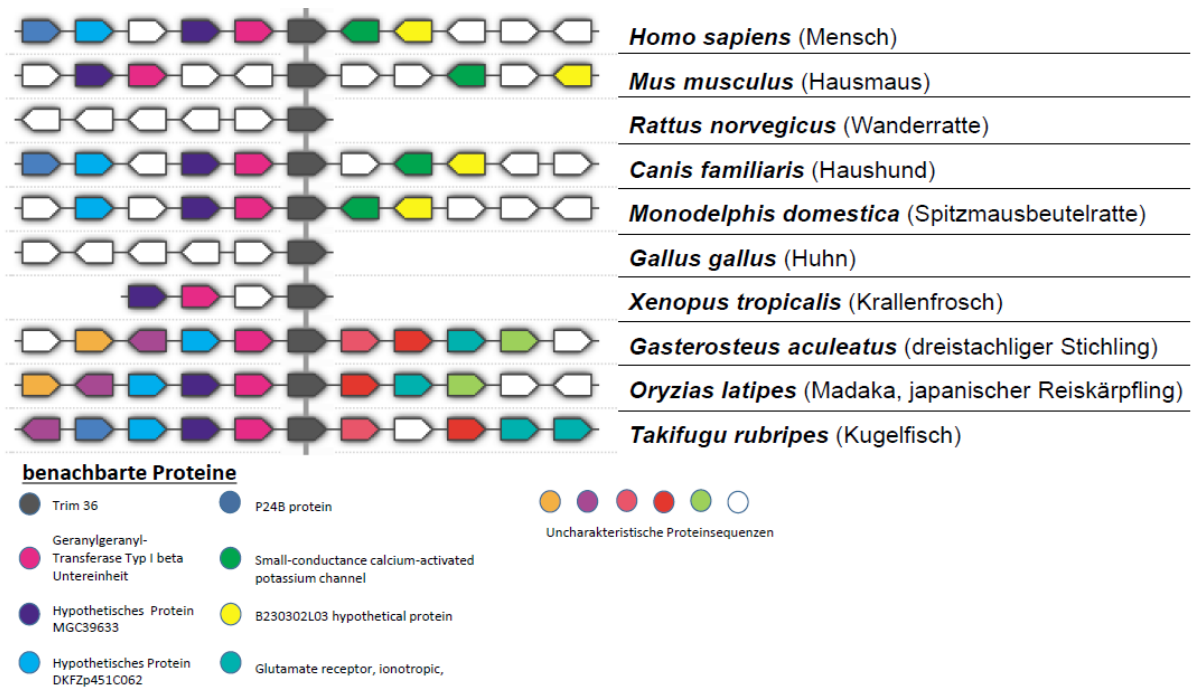 Homo sapiens (Mensch)
Mus musculus (Hausmaus)
Rattus norvegicus (Wanderratte)
Canis familiaris (Haushund)
Monodelphis domestica (Spitzmausbeutelratte)
Gallus gallus (Huhn)
Xenopus tropicalis (Krallenfrosch)
Gasterosteus aculeatus (dreistachliger Stichling)
Oryzias latipes (Madaka, japanischer Reiskärpfling)
Takifugu rubripes (Kugelfisch)
benachbarte Proteine
Trim 36
Geranylgeranyl-
Transferase Typ I beta
Untereinheit
Hypothetisches Protein
MGC39633
Hypothetisches Protein
DKFZp451C062
P24B protein
Small-conductance calcium-activated
potassium channel
B230302L03 hypothetical protein
Glutamate receptor, ionotropic,
Uncharakteristische Proteinsequenzen